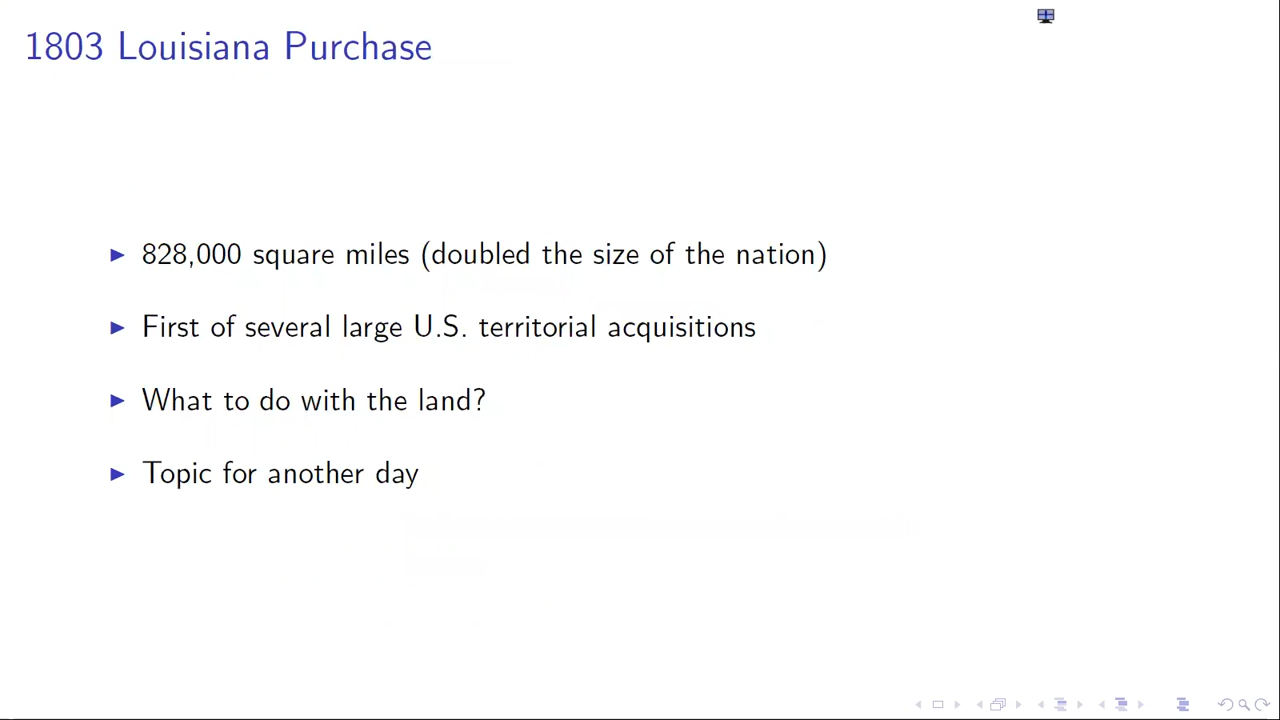 1803 Louisiana Purchase
828,000 square miles (doubled the size of the nation)
First of several large U.S. territorial acquisitions
What to do with the land?
Topic for another day